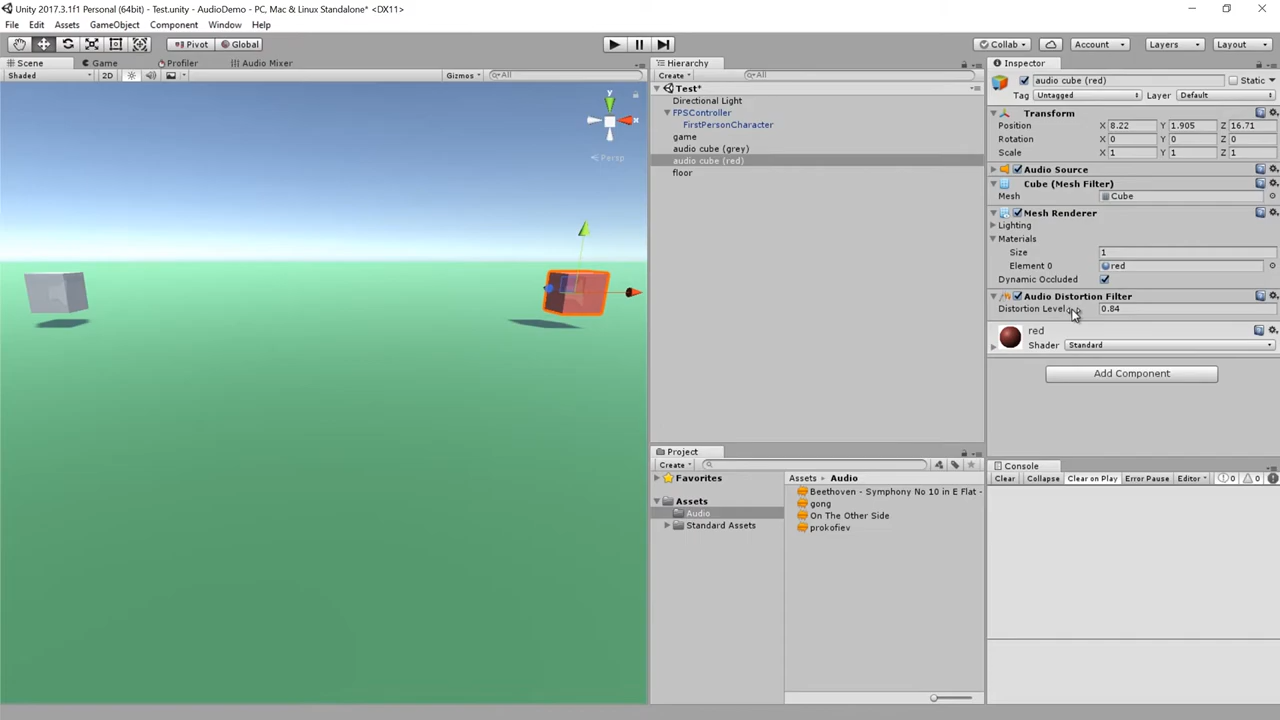 Unity 2017.3.1f1 Personal (64bit) - Test.unity - AudioDemo - PC, Mac & Linux Standalone* <DX11>
File Edit Assets GameObject Component Window Help
Pivot Global Collab Account Layers Layout
Scene Game Profiler Audio Mixer
Shaded 2D Gizmos All
y
x
Persp
Hierarchy
Create All
Test*
Directional Light
FPSController
FirstPersonCharacter
game
audio cube (grey)
audio cube (red)
floor
Project
Create
Favorites
Assets
Audio
Standard Assets
Assets Audio
Beethoven - Symphony No 10 in E Flat -
gong
On The Other Side
prokofiev
Inspector
audio cube (red) Static
Tag Untagged Layer Default
Transform
Position X 8.22 Y 1.905 Z 16.71
Rotation X 0 Y 0 Z 0
Scale X 1 Y 1 Z 1
Audio Source
Cube (Mesh Filter)
Mesh Cube
Mesh Renderer
Lighting
Materials
Size 1
Element 0 red
Dynamic Occluded
Audio Distortion Filter
Distortion Level 0.84
red
Shader Standard
Add Component
Console
Clear Collapse Clear on Play Error Pause Editor 0 0